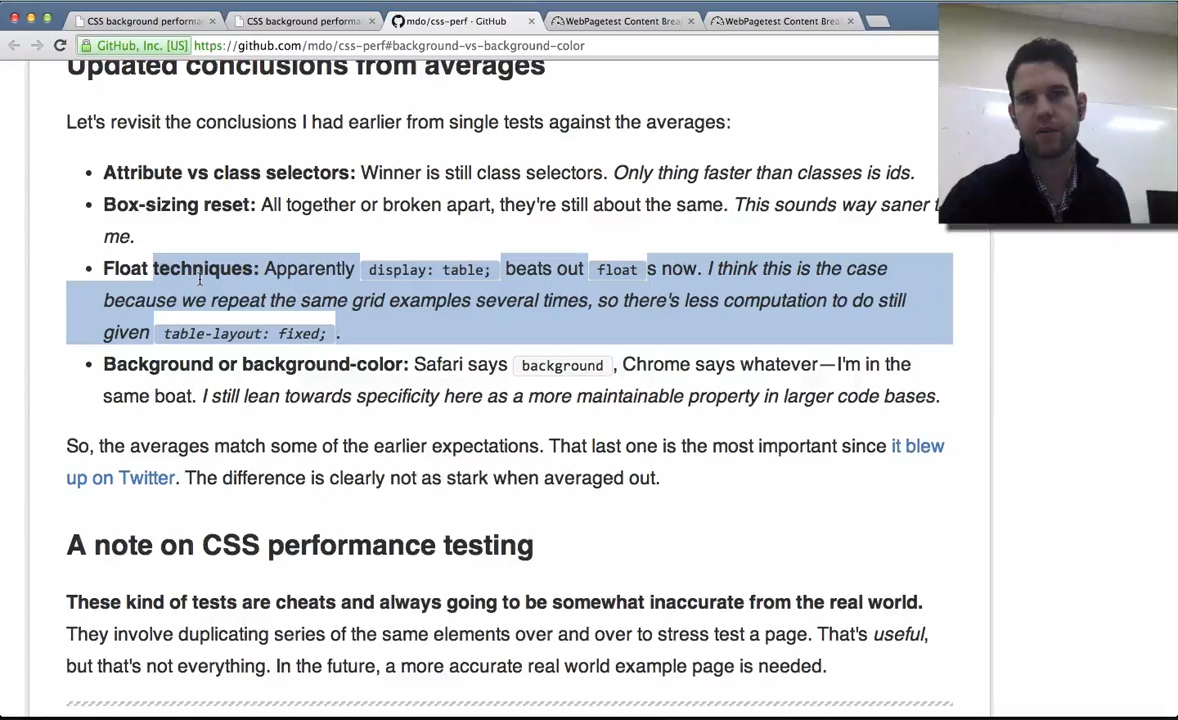 CSS background performa
CSS background performa
mdo/css-perf · GitHub
WebPagetest Content Brea
WebPagetest Content Brea
GitHub, Inc. [US] https://github.com/mdo/css-perf#background-vs-background-color
Updated conclusions from averages
Let's revisit the conclusions I had earlier from single tests against the averages:
• Attribute vs class selectors: Winner is still class selectors. Only thing faster than classes is ids.
• Box-sizing reset: All together or broken apart, they're still about the same. This sounds way saner t
me.
• Float techniques: Apparently display: table; beats out float s now. I think this is the case
because we repeat the same grid examples several times, so there's less computation to do still
given table-layout: fixed; .
• Background or background-color: Safari says background , Chrome says whatever—I'm in the
same boat. I still lean towards specificity here as a more maintainable property in larger code bases.
So, the averages match some of the earlier expectations. That last one is the most important since it blew
up on Twitter. The difference is clearly not as stark when averaged out.
A note on CSS performance testing
These kind of tests are cheats and always going to be somewhat inaccurate from the real world.
They involve duplicating series of the same elements over and over to stress test a page. That's useful,
but that's not everything. In the future, a more accurate real world example page is needed.